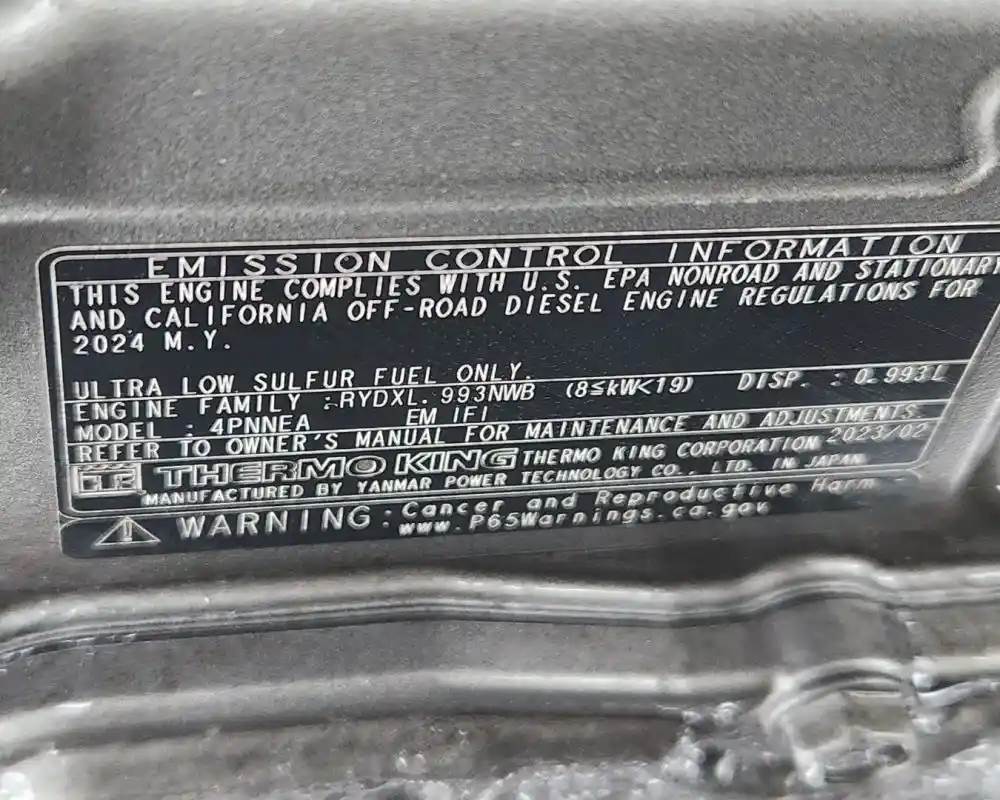 EMISSION CONTROL INFORMATION
THIS ENGINE COMPLIES WITH U.S. EPA NONROAD AND STATIONARY
AND CALIFORNIA OFF-ROAD DIESEL ENGINE REGULATIONS FOR
2024 M.Y.
ULTRA LOW SULFUR FUEL ONLY.
ENGINE FAMILY : RYDXL.993NWB (8≤kW<19) DISP. : 0.993L
MODEL : 4PNNEA EM IFI
REFER TO OWNER'S MANUAL FOR MAINTENANCE AND ADJUSTMENTS.
THERMO KING THERMO KING CORPORATION 2023/02
MANUFACTURED BY YANMAR POWER TECHNOLOGY CO., LTD. IN JAPAN
WARNING: Cancer and Reproductive Harm -
www.P65Warnings.ca.gov